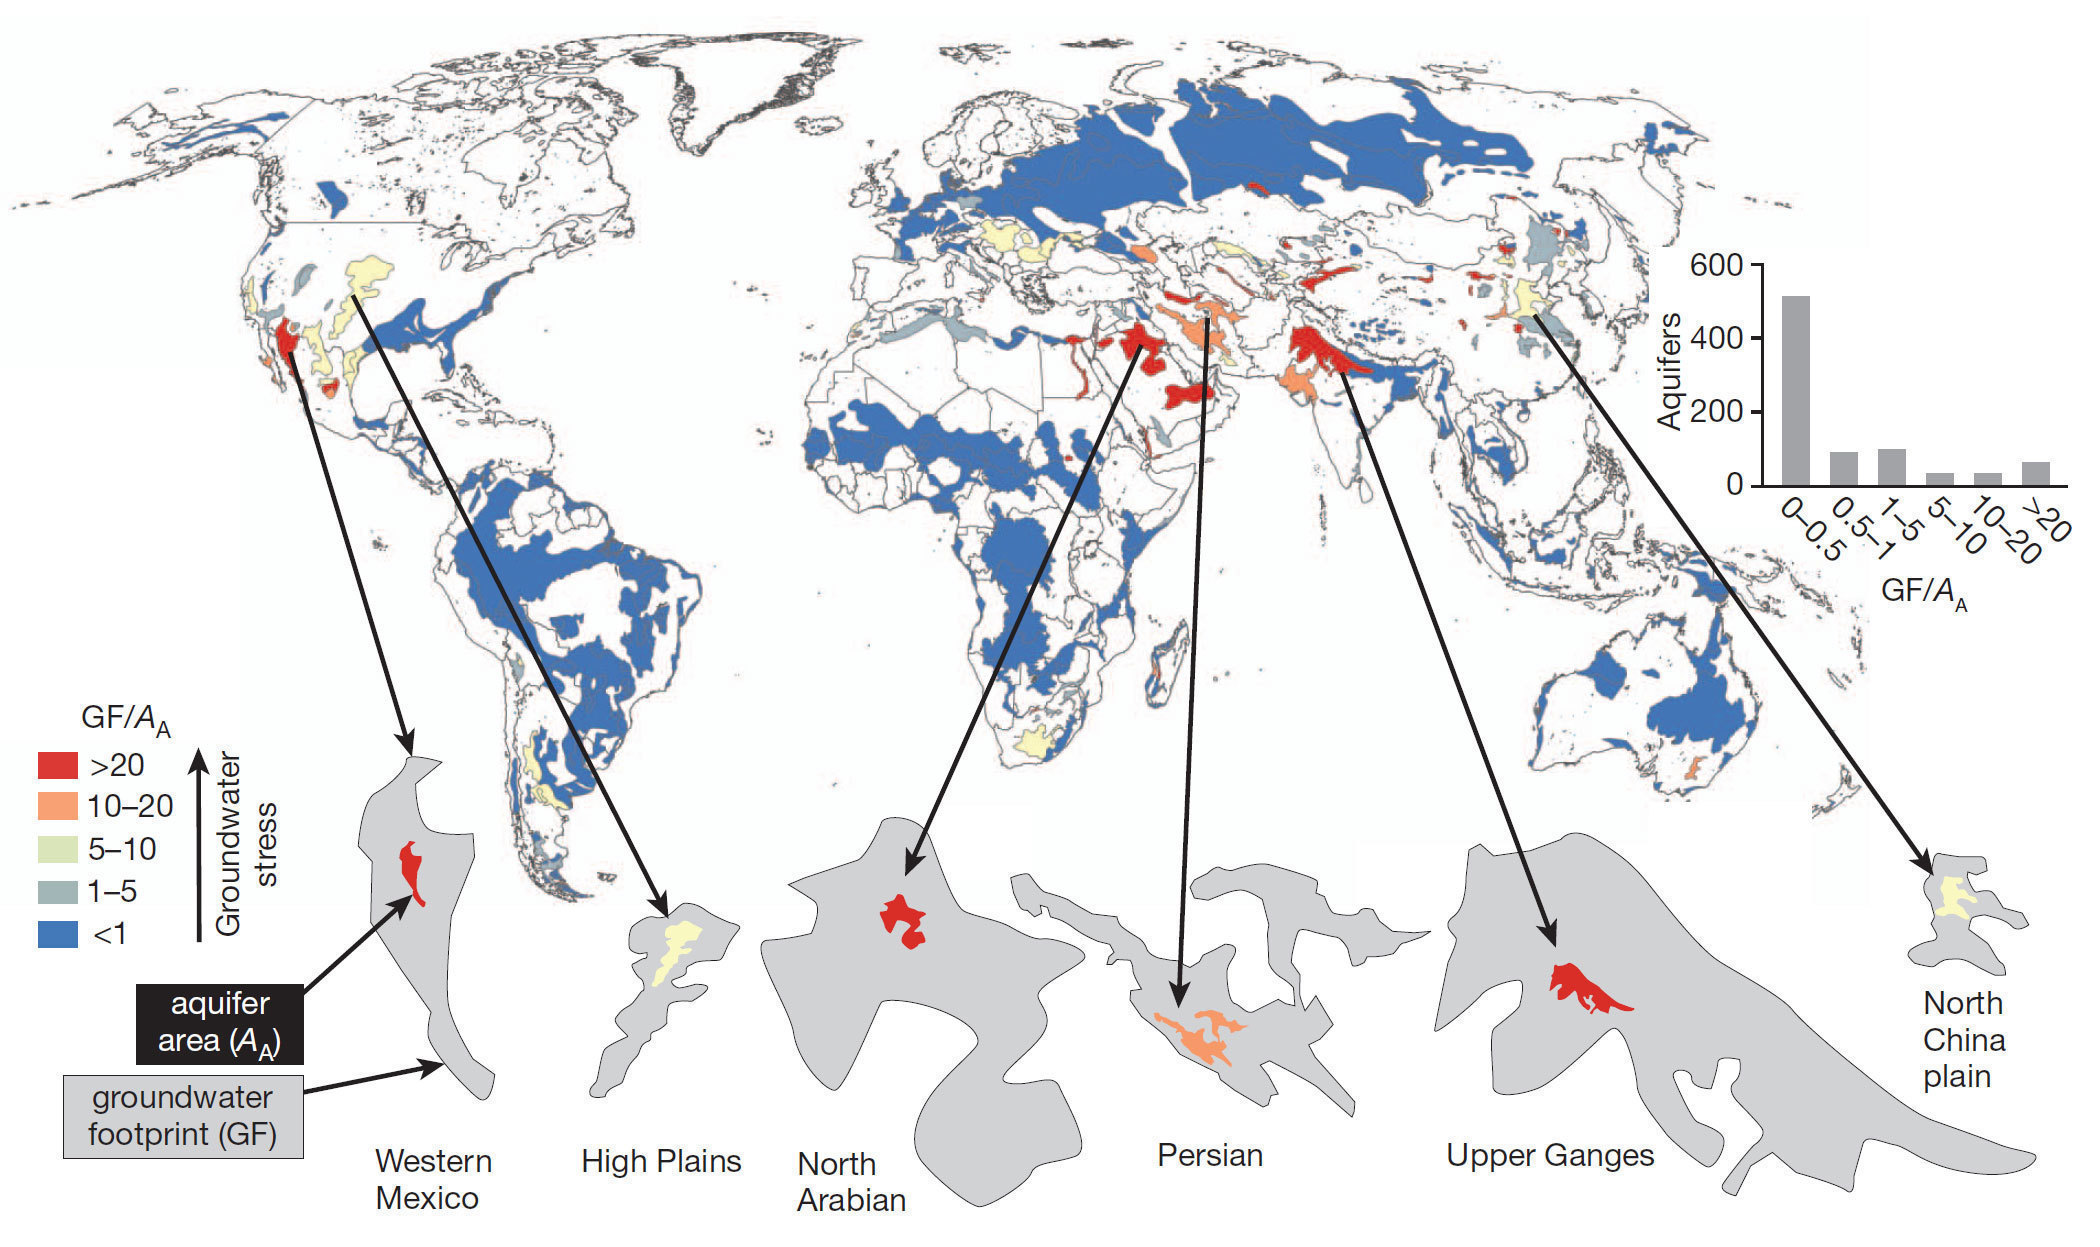 600
400
200
0
Aquifers
0–0.5
0.5–1
1–5
5–10
10–20
>20
GF/AA
GF/AA
>20
10–20
5–10
1–5
<1
Groundwater
stress
aquifer
area (AA)
groundwater
footprint (GF)
Western
Mexico
High Plains
North
Arabian
Persian
Upper Ganges
North
China
plain